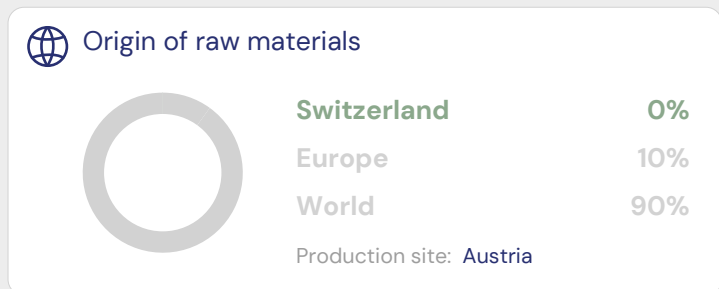 Origin of raw materials
Switzerland 0%
Europe 10%
World 90%
Production site: Austria